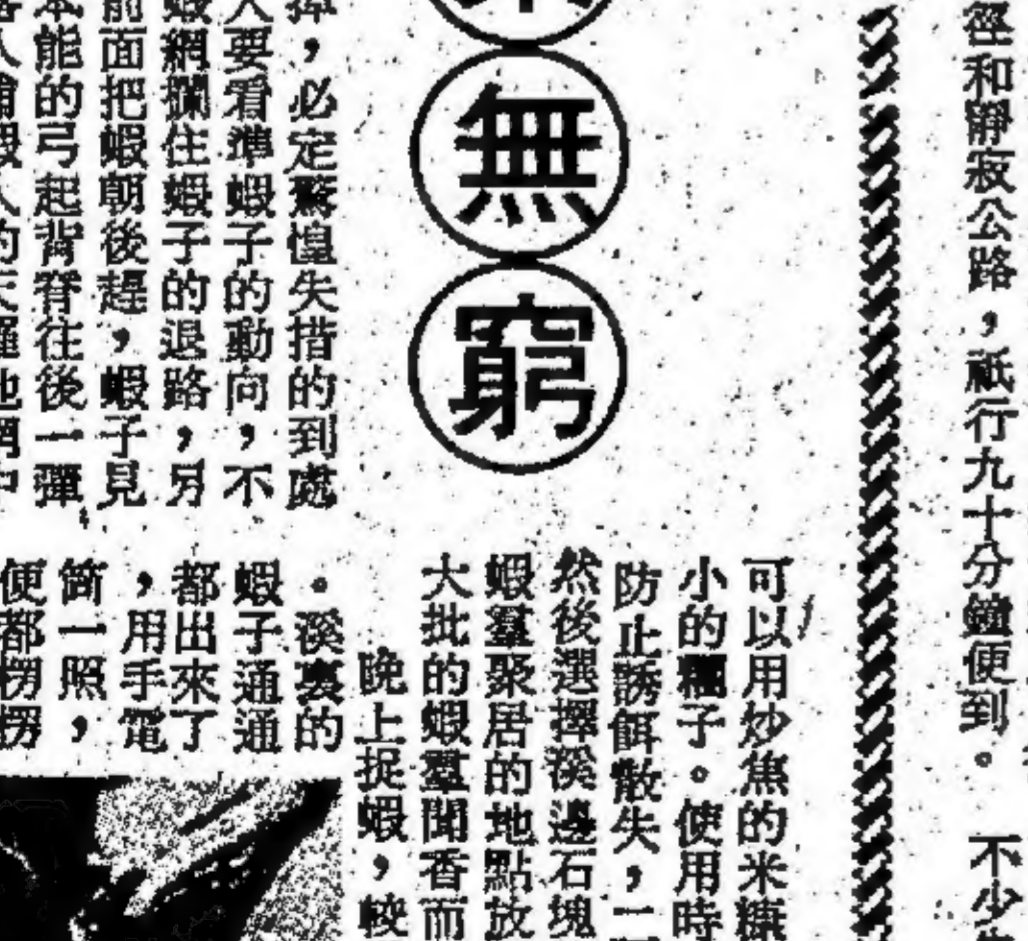 徑和靜寂公路，祇行九十分鐘便到。 不少
無窮
可以用炒焦的米糠
小的糰子。使用時
防止誘餌散失，一
然後選擇溪邊石塊
蝦羣聚居的地點放
大批的蝦羣聞香而
晚上捉蝦，較
。溪裏的
蝦子通通
都出來了
，用手電
筒一照，
便都楞楞
，必定驚惶失措的到處
要看準蝦子的動向，不
網攔住蝦子的退路，另
面把蝦朝後趕，蝦子見
能的弓起背脊往後一彈